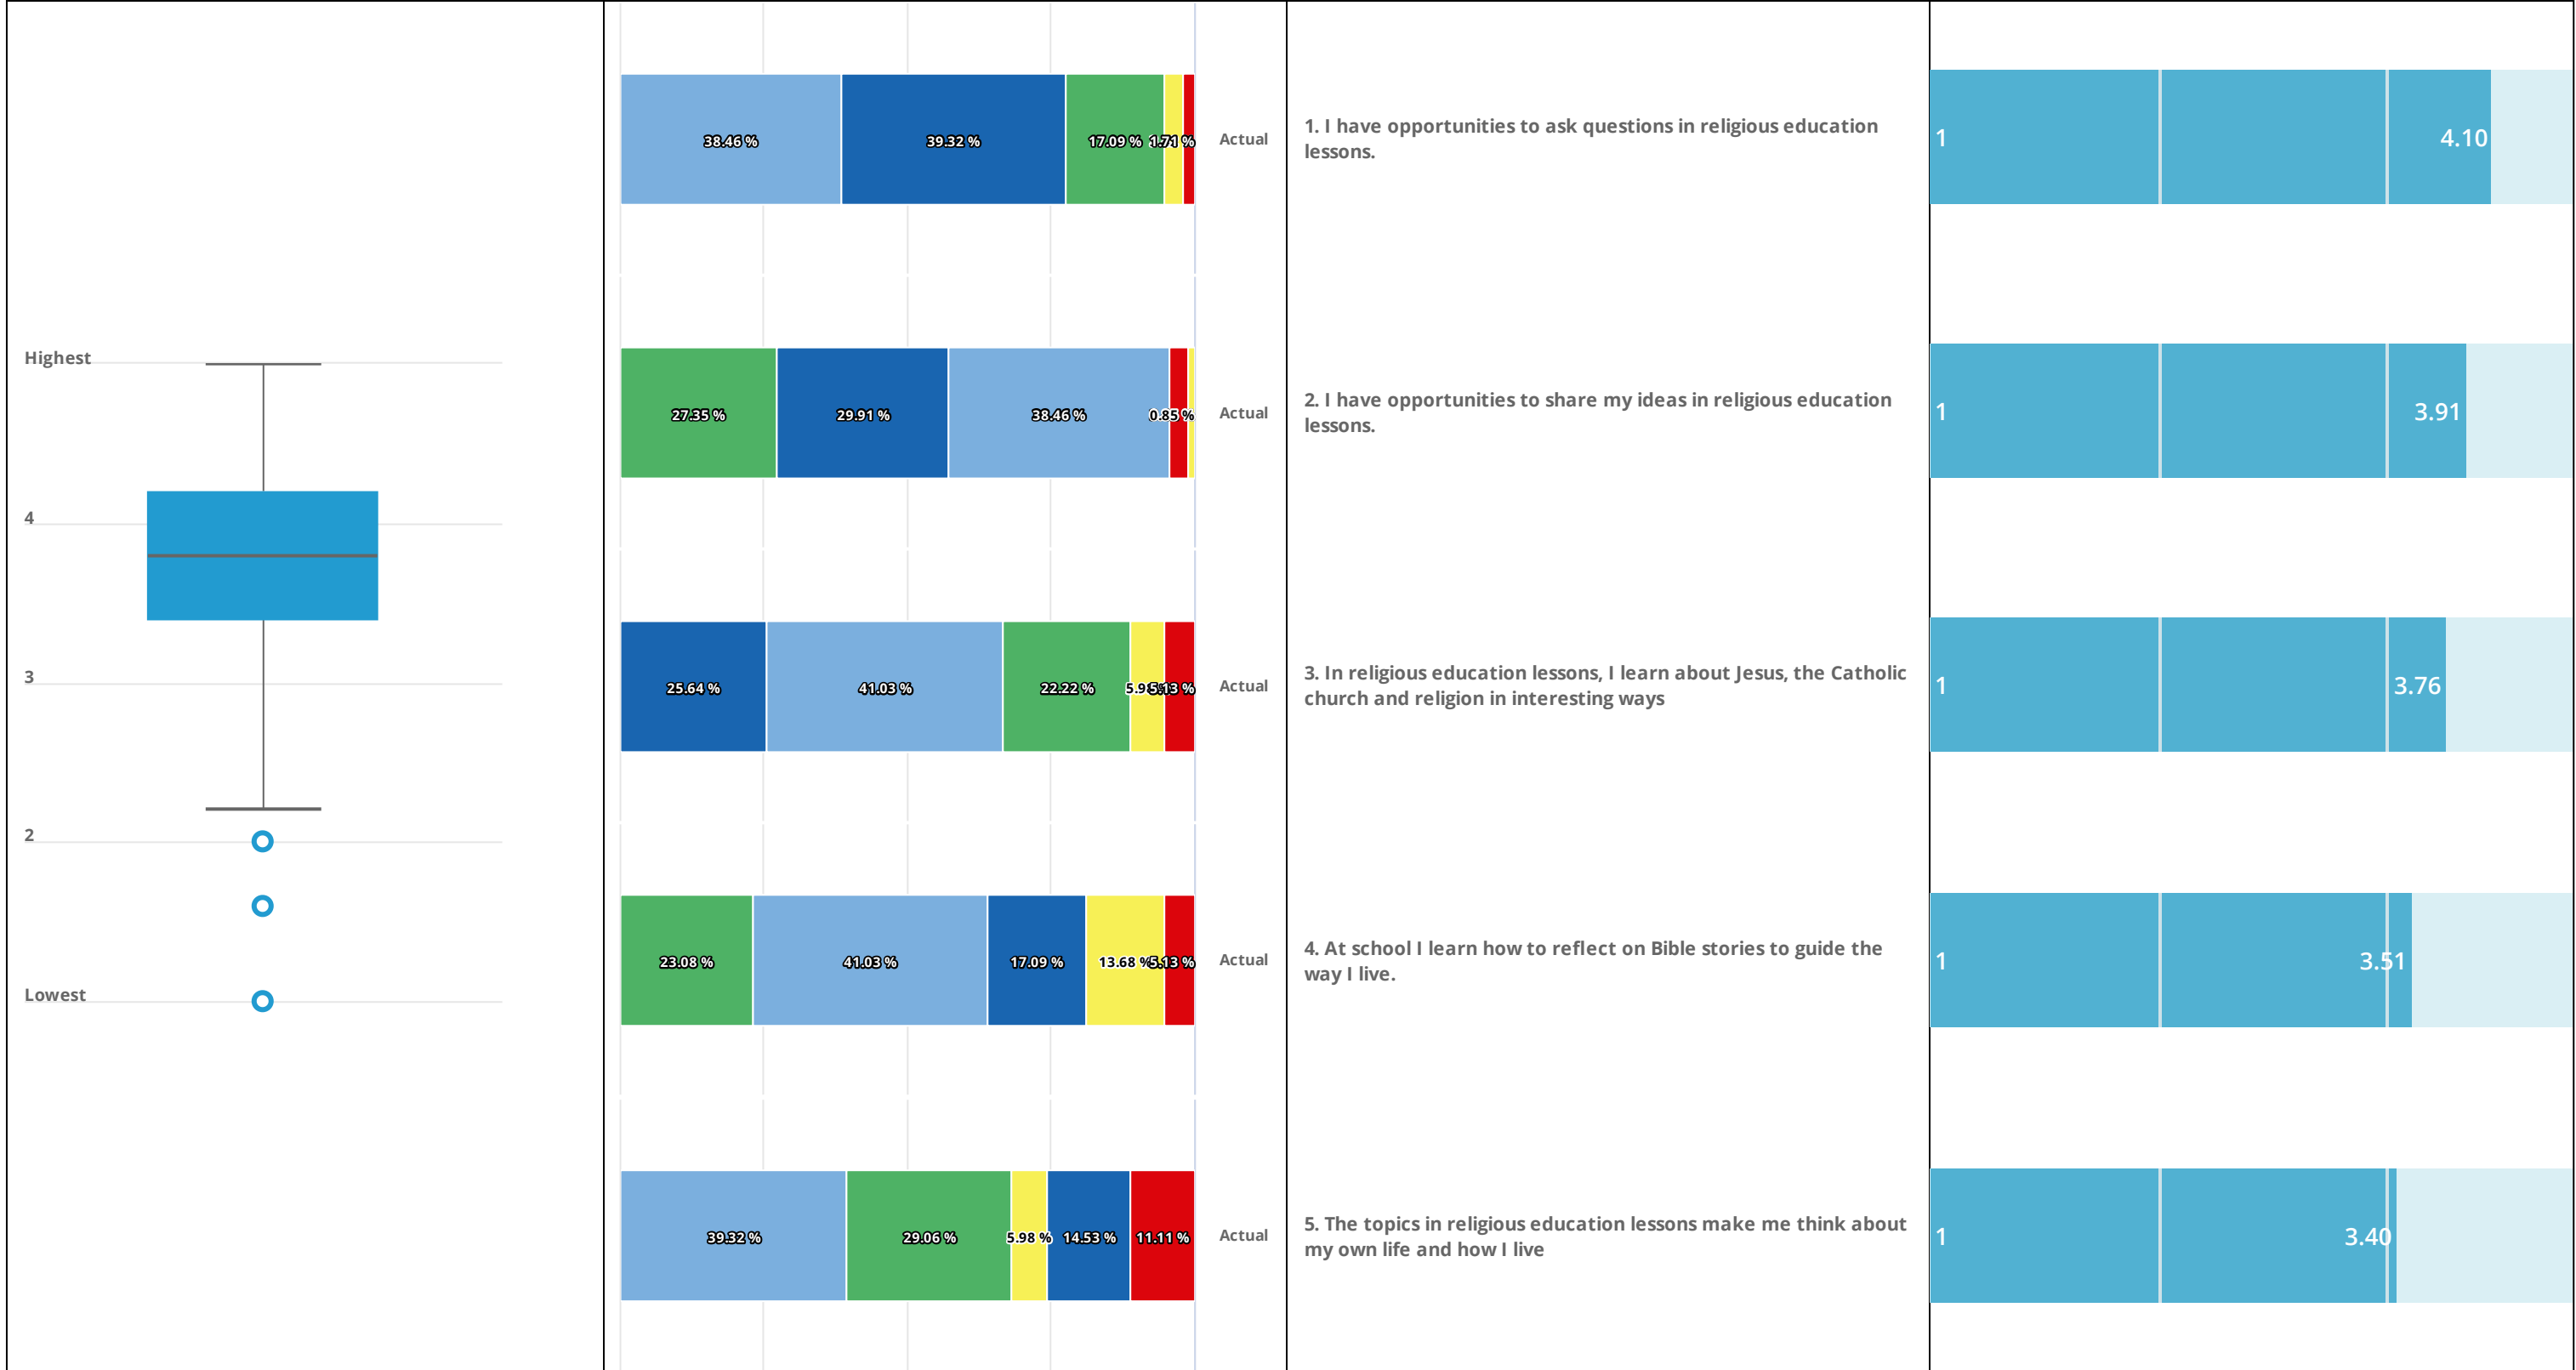 Highest
4
3
2
Lowest
38.46 % 39.32 % 17.09 % 1.71 % Actual
1. I have opportunities to ask questions in religious education
lessons.
1 4.10
27.35 % 29.91 % 38.46 % 0.85 % Actual
2. I have opportunities to share my ideas in religious education
lessons.
1 3.91
25.64 % 41.03 % 22.22 % 5.13 % Actual
3. In religious education lessons, I learn about Jesus, the Catholic
church and religion in interesting ways
1 3.76
23.08 % 41.03 % 17.09 % 13.68 % 5.13 % Actual
4. At school I learn how to reflect on Bible stories to guide the
way I live.
1 3.51
39.32 % 29.06 % 5.98 % 14.53 % 11.11 % Actual
5. The topics in religious education lessons make me think about
my own life and how I live
1 3.40